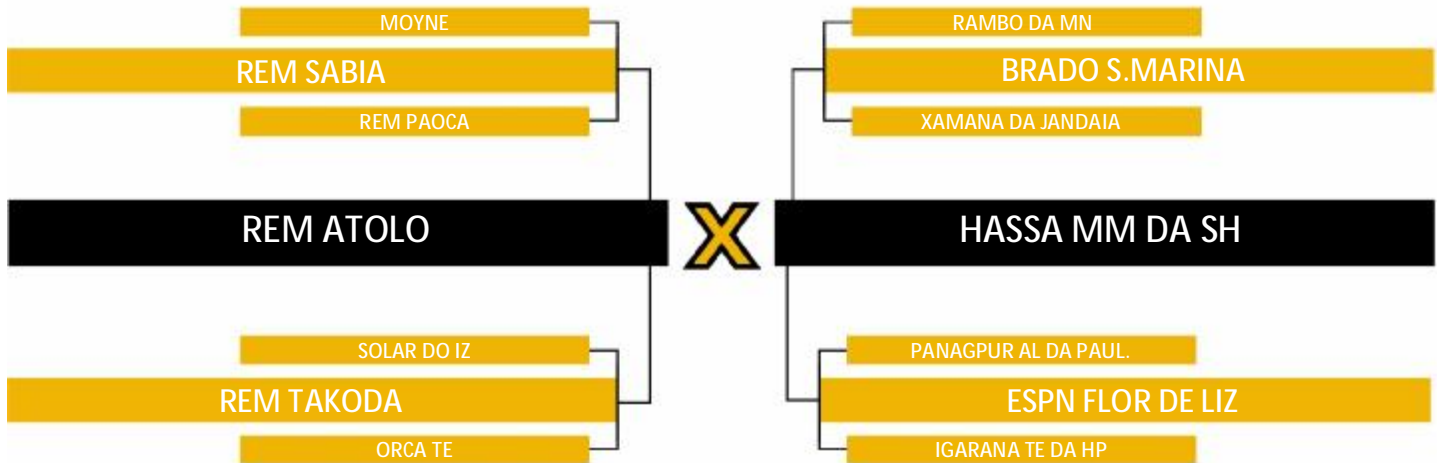 MOYNE
REM SABIA
REM PAOCA
REM ATOLO
SOLAR DO IZ
REM TAKODA
ORCA TE
X
RAMBO DA MN
BRADO S.MARINA
XAMANA DA JANDAIA
HASSA MM DA SH
PANAGPUR AL DA PAUL.
ESPN FLOR DE LIZ
IGARANA TE DA HP